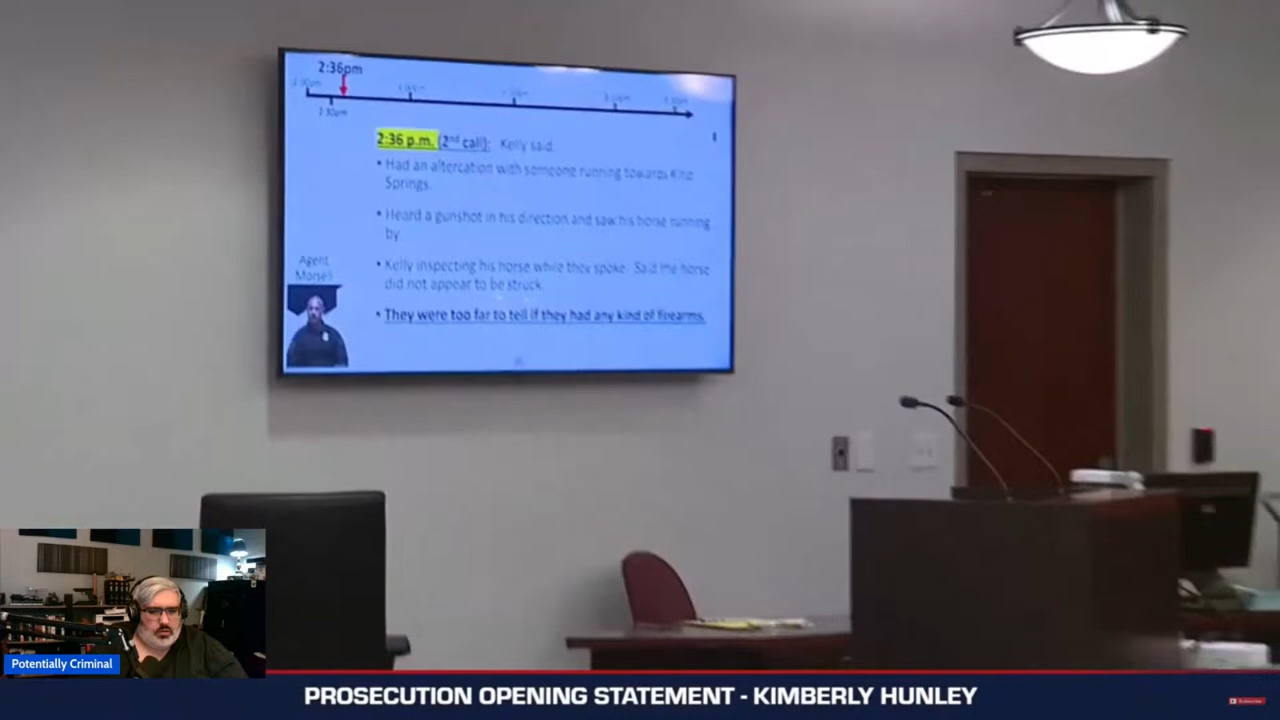 2:36pm
2:30pm
2:36 p.m. (2nd call): Kelly said:
• Had an altercation with someone running towards
Springs.
• Heard a gunshot in his direction and saw his horse running
by.
• Kelly inspecting his horse while they spoke. Said the horse
did not appear to be struck.
• They were too far to tell if they had any kind of firearms.
Agent
Potentially Criminal
PROSECUTION OPENING STATEMENT - KIMBERLY HUNLEY
Subscribe